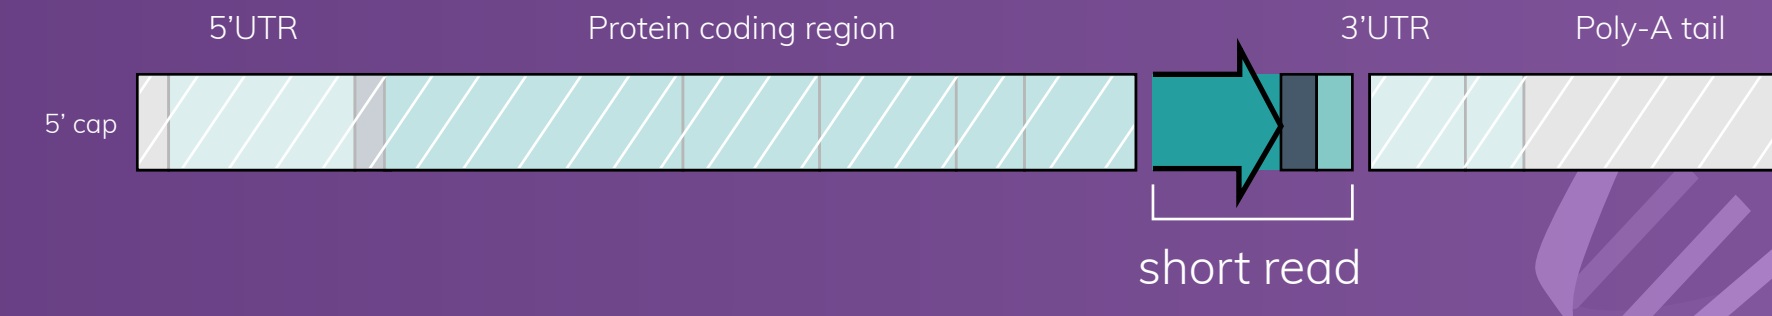 5’UTR
Protein coding region
3’UTR
Poly-A tail
5’ cap
short read